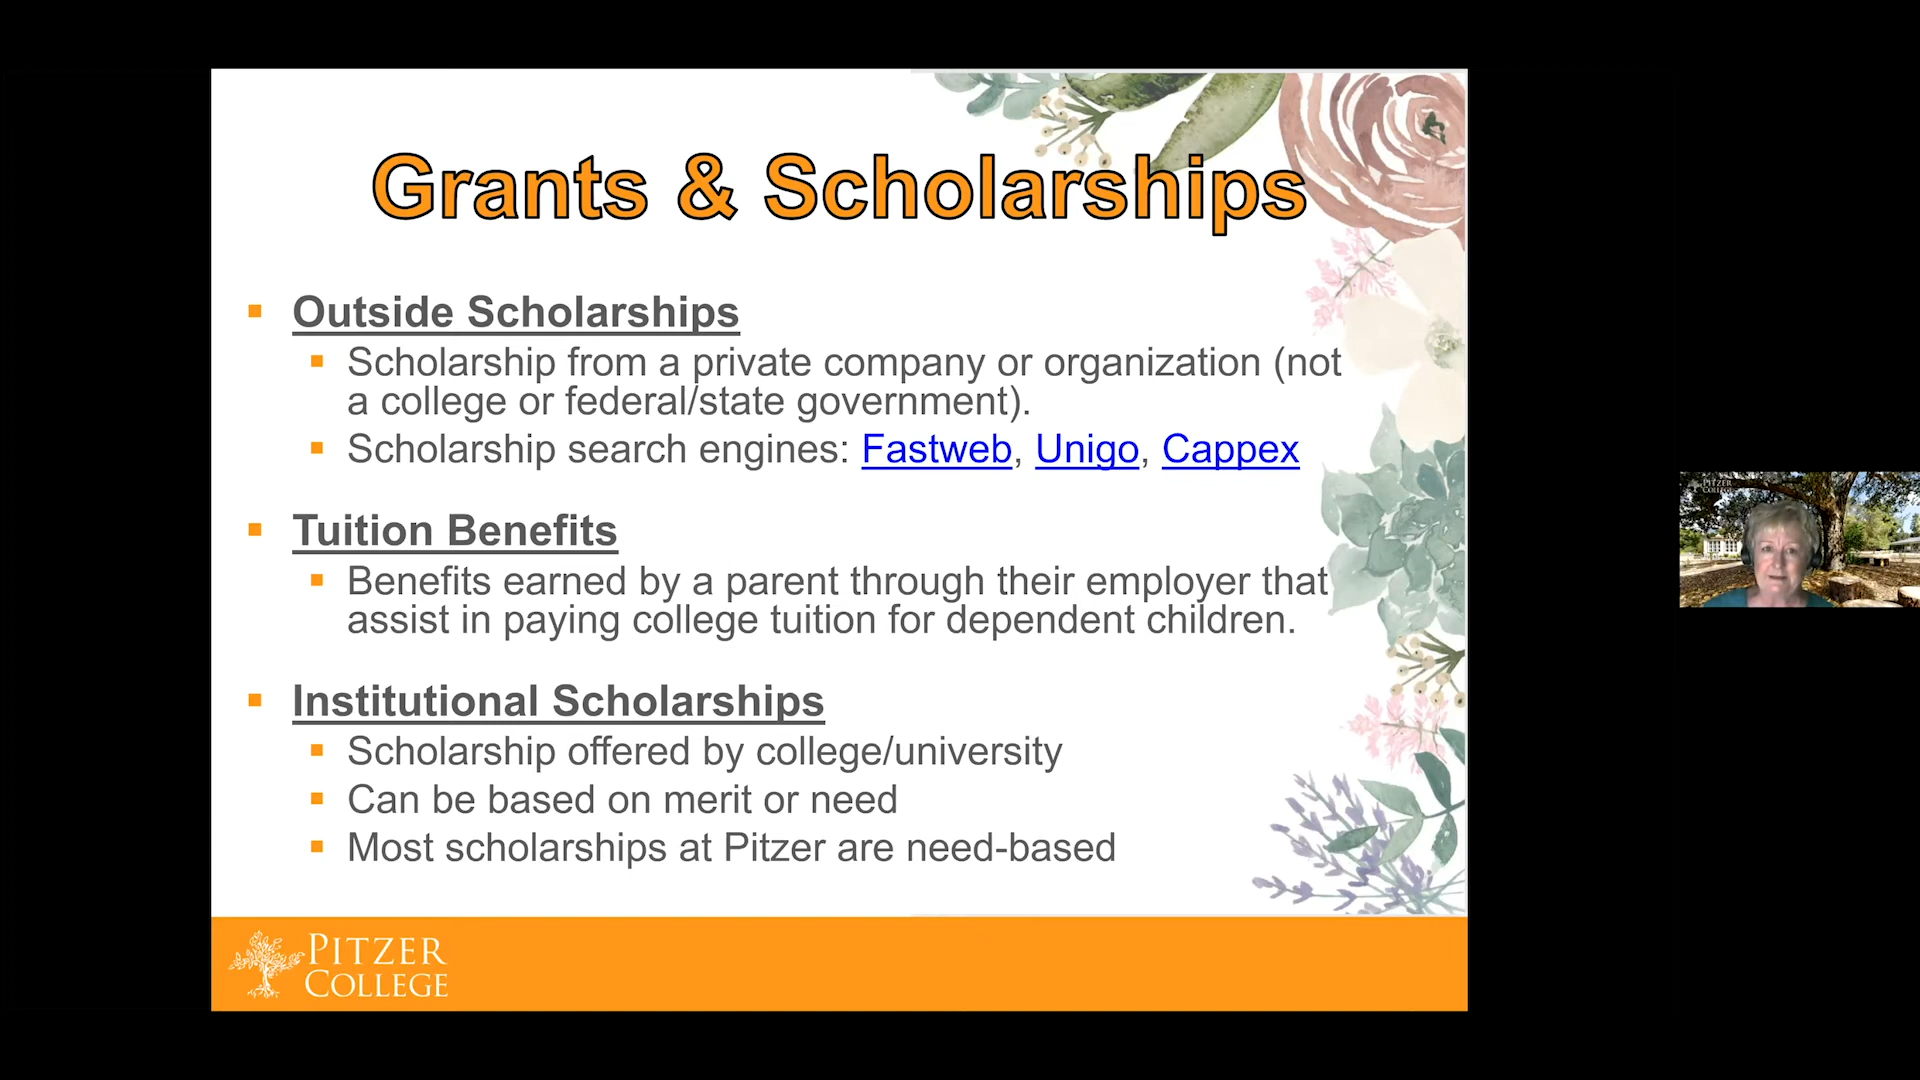 Grants & Scholarships
Outside Scholarships
Scholarship from a private company or organization (not
a college or federal/state government).
Scholarship search engines: Fastweb, Unigo, Cappex
Tuition Benefits
Benefits earned by a parent through their employer that
assist in paying college tuition for dependent children.
Institutional Scholarships
Scholarship offered by college/university
Can be based on merit or need
Most scholarships at Pitzer are need-based
PITZER
COLLEGE
PITZER
COLLEGE